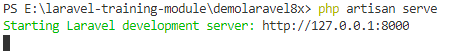 PS E:\laravel-training-module\demolaravel8x> php artisan serve
Starting Laravel development server: http://127.0.0.1:8000